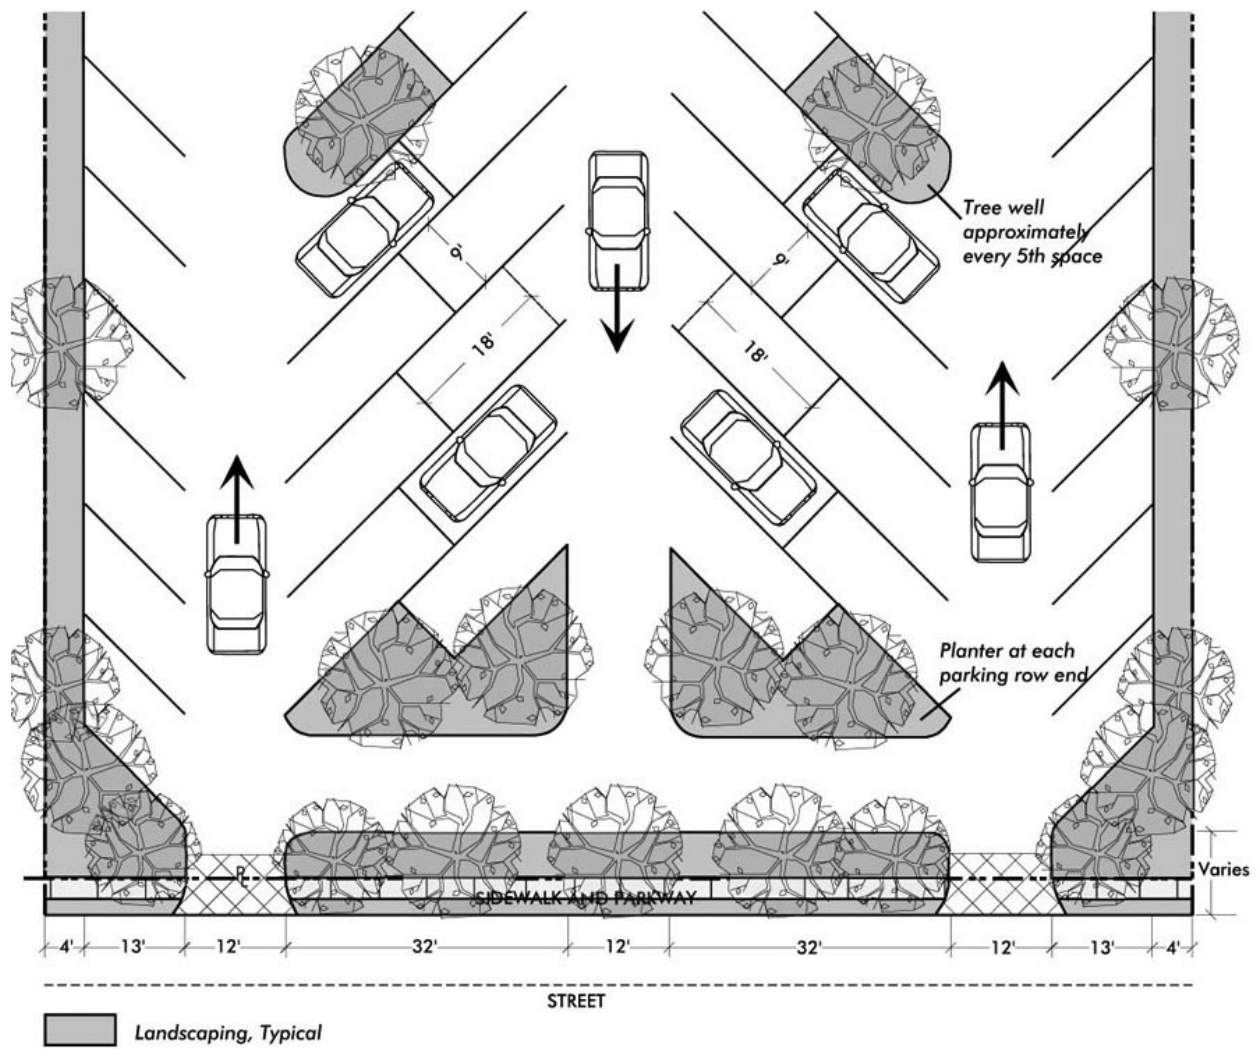 Tree well
approximately
every 5th space
9'
9'
18'
18'
Planter at each
parking row end
Varies
PL
SIDEWALK AND PARKWAY
4' 13' 12' 32' 12' 32' 12' 13' 4'
STREET
Landscaping, Typical